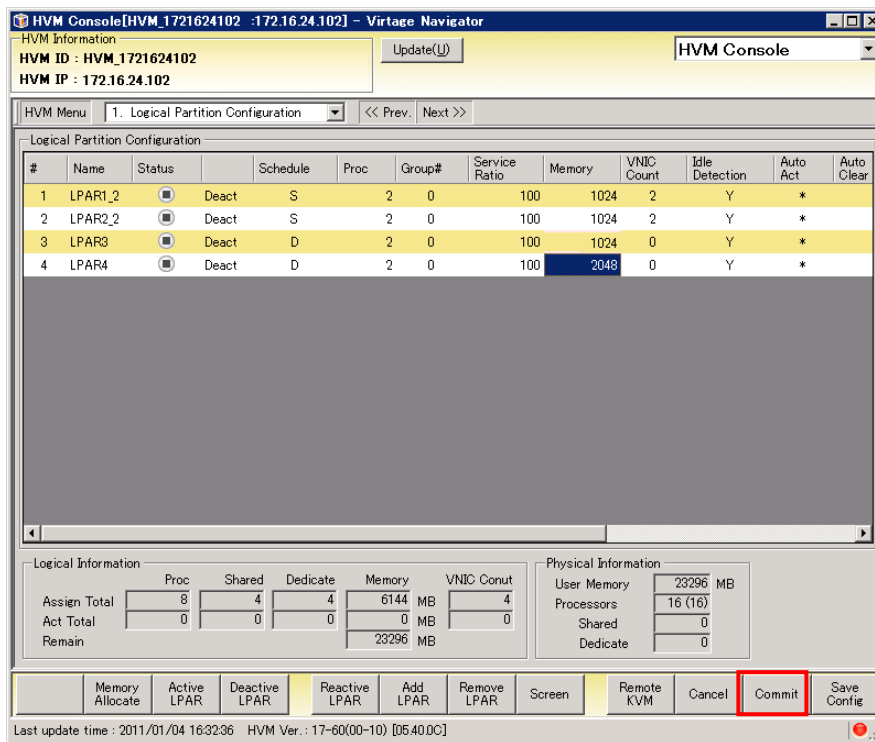 HVM Console[HVM_1721624102 :172.16.24.102] - Virtage Navigator
HVM Information
HVM ID : HVM_1721624102
HVM IP : 172.16.24.102
Update(U)
HVM Console
HVM Menu 1. Logical Partition Configuration << Prev. Next >>
Logical Partition Configuration
# Name Status Schedule Proc Group# Service Ratio Memory VNIC Count Idle Detection Auto Act Auto Clear
1 LPAR1_2 Deact S 2 0 100 1024 2 Y *
2 LPAR2_2 Deact S 2 0 100 1024 2 Y *
3 LPAR3 Deact D 2 0 100 1024 0 Y *
4 LPAR4 Deact D 2 0 100 2048 0 Y *
Logical Information
Proc Shared Dedicate Memory VNIC Conut
Assign Total 8 4 4 6144 MB 4
Act Total 0 0 0 0 MB 0
Remain 23296 MB
Physical Information
User Memory 23296 MB
Processors 16 (16)
Shared 0
Dedicate 0
Memory Allocate Active LPAR Deactive LPAR Reactive LPAR Add LPAR Remove LPAR Screen Remote KVM Cancel Commit Save Config
Last update time : 2011/01/04 16:32:36 HVM Ver. : 17-60(00-10) [05.40.0C]